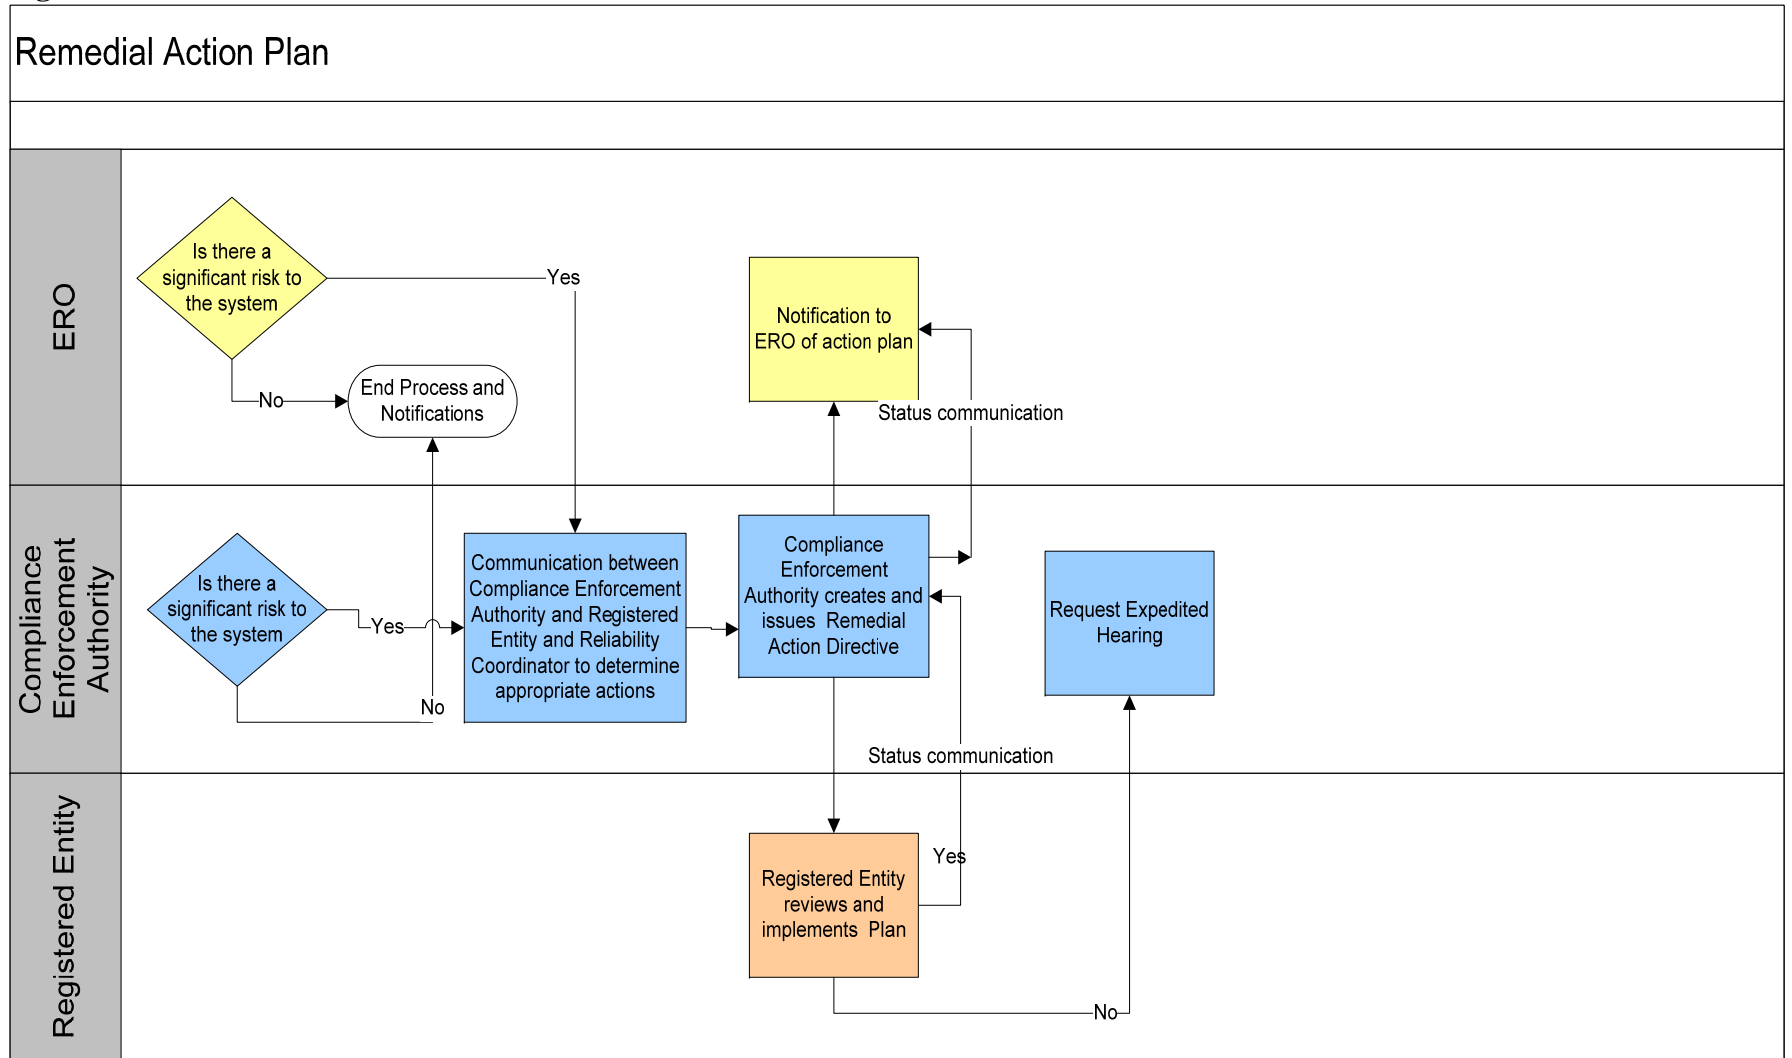 Remedial Action Plan
ERO
Is there a
significant risk to
the system
Yes
No
End Process and
Notifications
Notification to
ERO of action plan
Status communication
Compliance
Enforcement
Authority
Is there a
significant risk to
the system
Yes
No
Communication between
Compliance Enforcement
Authority and Registered
Entity and Reliability
Coordinator to determine
appropriate actions
Compliance
Enforcement
Authority creates and
issues Remedial
Action Directive
Request Expedited
Hearing
Status communication
Registered Entity
Registered Entity
reviews and
implements Plan
Yes
No